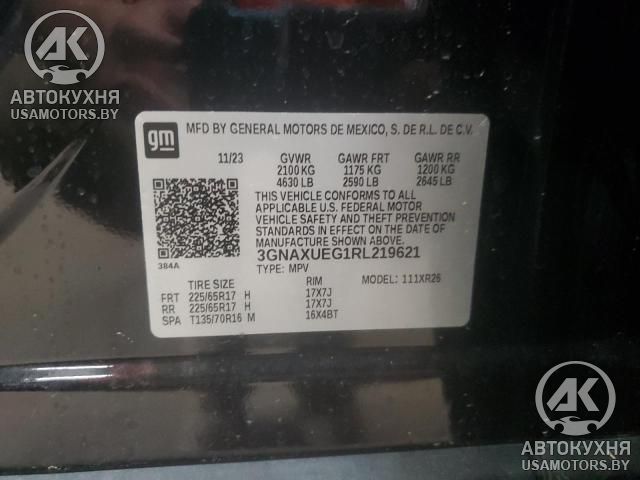 AK
АВТОКУХНЯ
USAMOTORS.BY
gm
MFD BY GENERAL MOTORS DE MEXICO, S. DE R.L. DE C.V.
11/23 GVWR GAWR FRT GAWR RR
2100 KG 1175 KG 1200 KG
4630 LB 2590 LB 2645 LB
THIS VEHICLE CONFORMS TO ALL
APPLICABLE U.S. FEDERAL MOTOR
VEHICLE SAFETY AND THEFT PREVENTION
STANDARDS IN EFFECT ON THE DATE OF
MANUFACTURE SHOWN ABOVE.
3GNAXUEG1RL219621
384A
TYPE: MPV MODEL: 111XR26
TIRE SIZE RIM
FRT 225/65R17 H 17X7J
RR 225/65R17 H 17X7J
SPA T135/70R16 M 16X4BT
AK
АВТОКУХНЯ
USAMOTORS.BY